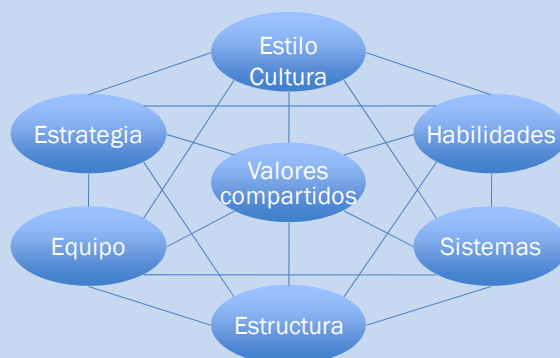 Estilo
Cultura
Estrategia
Habilidades
Valores
compartidos
Equipo
Sistemas
Estructura